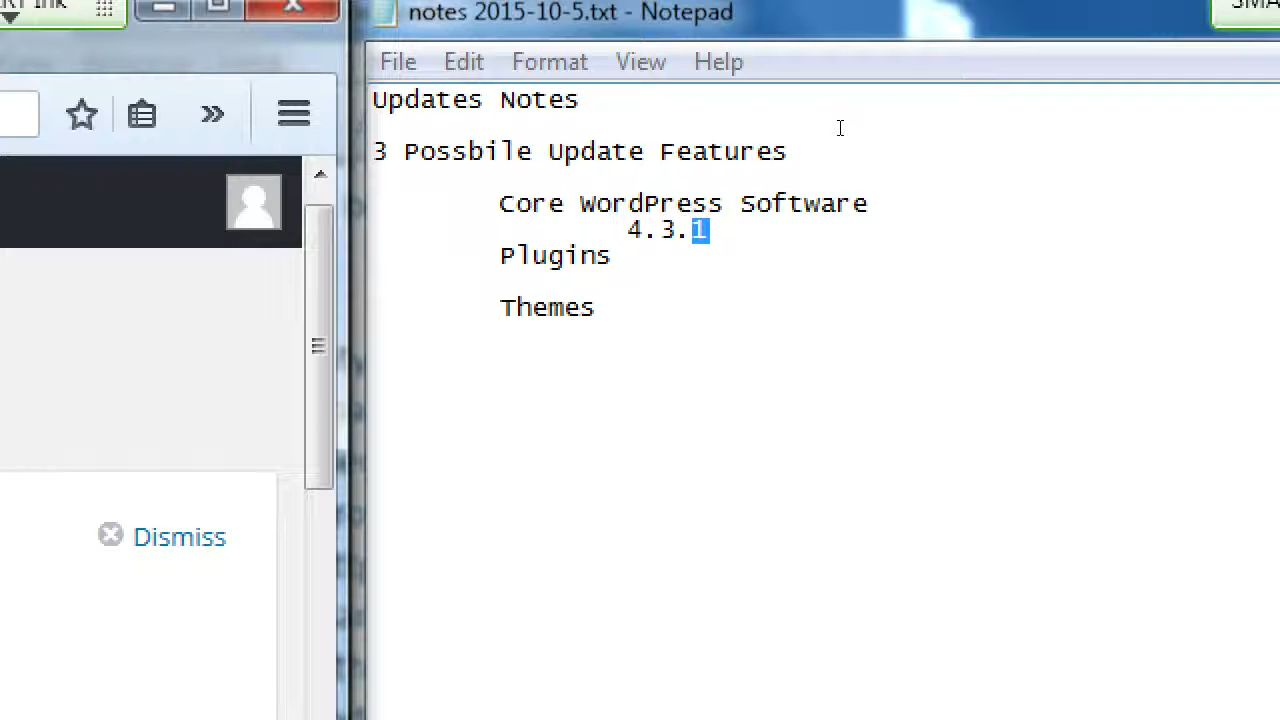 notes 2015-10-5.txt - Notepad
File Edit Format View Help
Updates Notes
3 Possbile Update Features
Core WordPress Software
4.3.1
Plugins
Themes
Dismiss